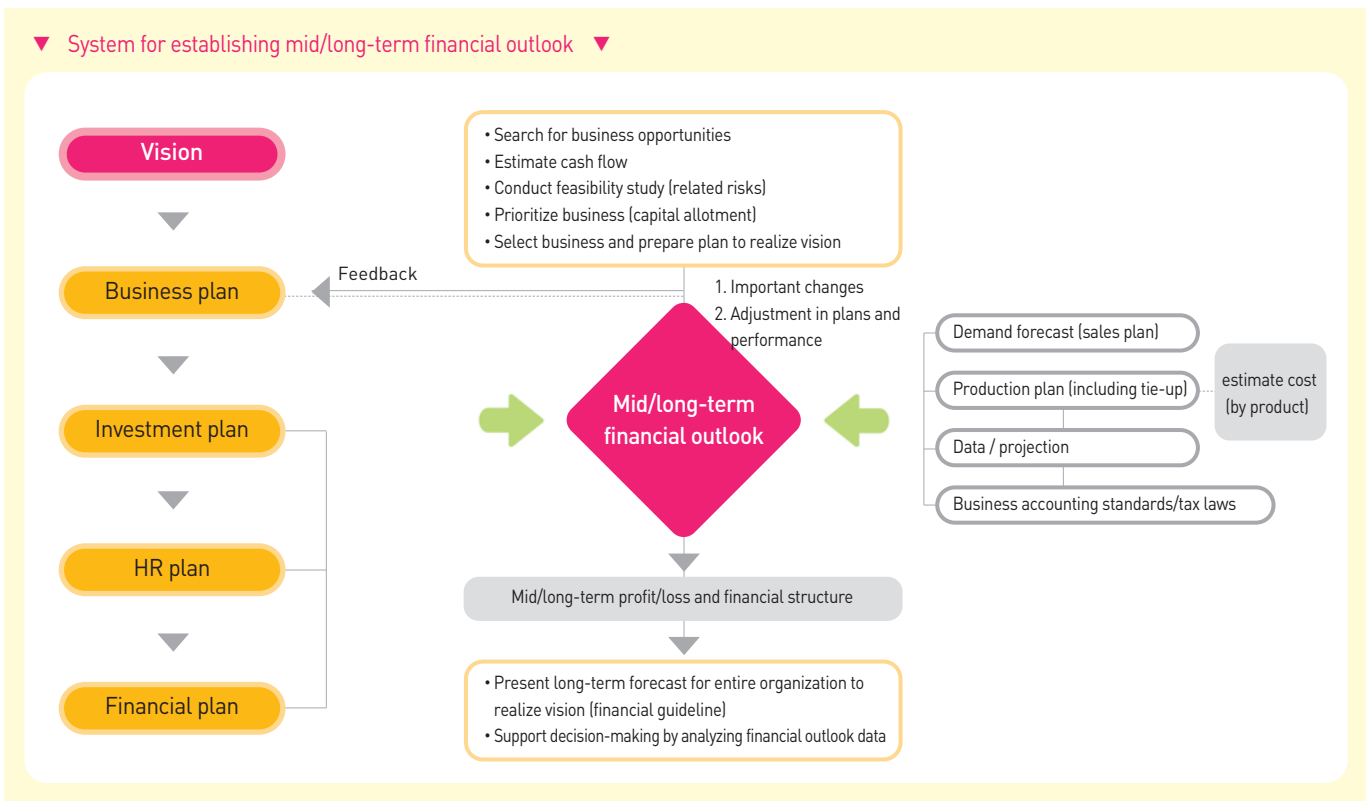 ▼ System for establishing mid/long-term financial outlook ▼
Vision
Business plan
Investment plan
HR plan
Financial plan
• Search for business opportunities
• Estimate cash flow
• Conduct feasibility study (related risks)
• Prioritize business (capital allotment)
• Select business and prepare plan to realize vision
Feedback
1. Important changes
2. Adjustment in plans and
performance
Mid/long-term
financial outlook
Demand forecast (sales plan)
Production plan (including tie-up)
Data / projection
Business accounting standards/tax laws
estimate cost
(by product)
Mid/long-term profit/loss and financial structure
• Present long-term forecast for entire organization to
realize vision (financial guideline)
• Support decision-making by analyzing financial outlook data